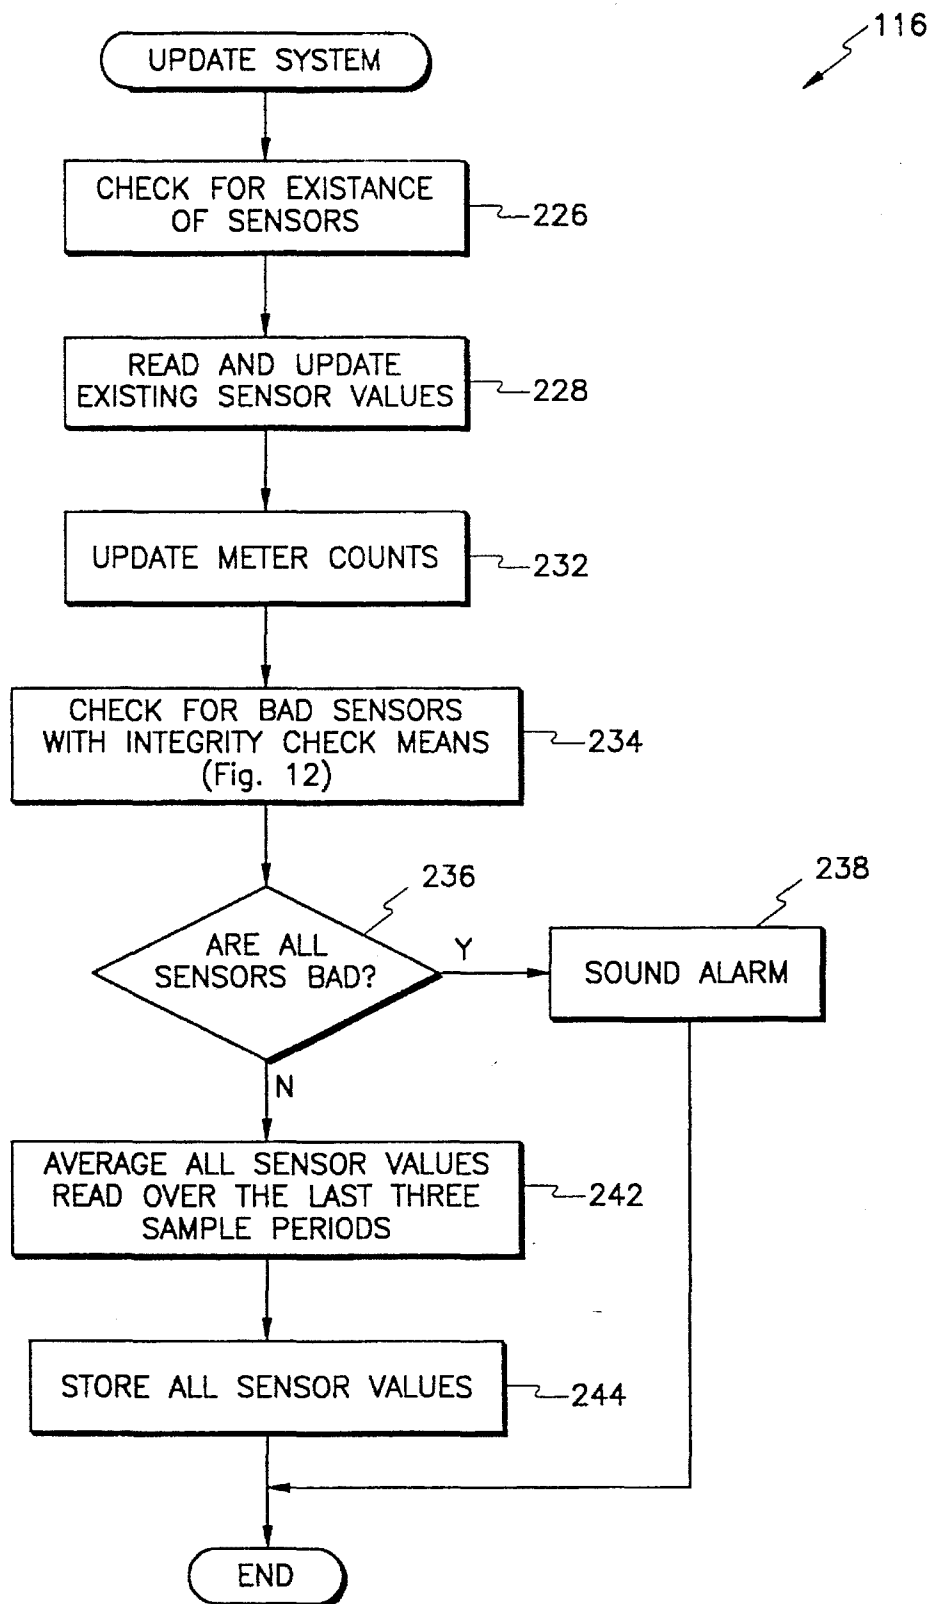 116
UPDATE SYSTEM
CHECK FOR EXISTANCE
OF SENSORS
226
READ AND UPDATE
EXISTING SENSOR VALUES
228
UPDATE METER COUNTS
232
CHECK FOR BAD SENSORS
WITH INTEGRITY CHECK MEANS
(Fig. 12)
234
236
ARE ALL
SENSORS BAD?
Y
238
SOUND ALARM
N
AVERAGE ALL SENSOR VALUES
READ OVER THE LAST THREE
SAMPLE PERIODS
242
STORE ALL SENSOR VALUES
244
END